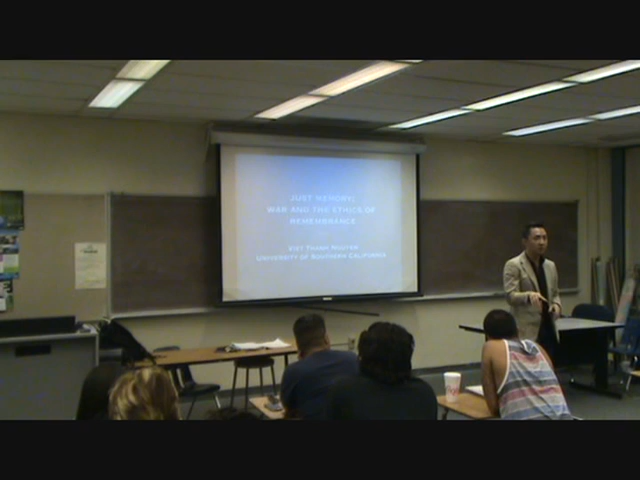 JUST MEMORY:
WAR AND THE ETHICS OF
REMEMBRANCE
VIET THANH NGUYEN
UNIVERSITY OF SOUTHERN CALIFORNIA